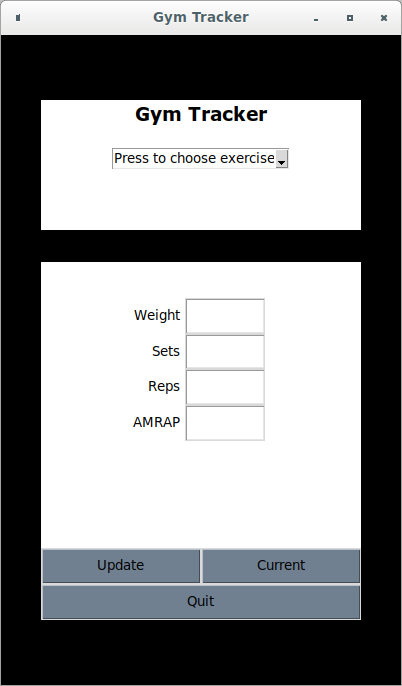 Gym Tracker
Gym Tracker
Press to choose exercise
Weight
Sets
Reps
AMRAP
Update
Current
Quit